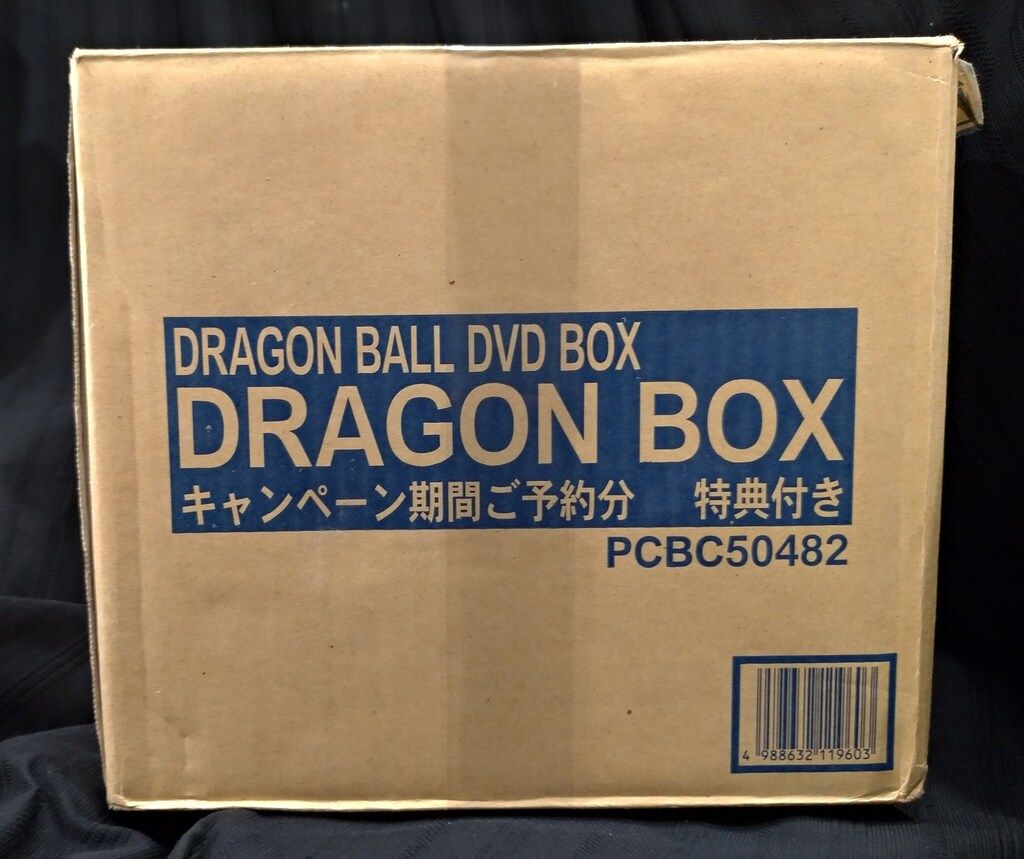 DRAGON BALL DVD BOX
DRAGON BOX
キャンペーン期間ご予約分 特典付き
PCBC50482
4 988632 119603